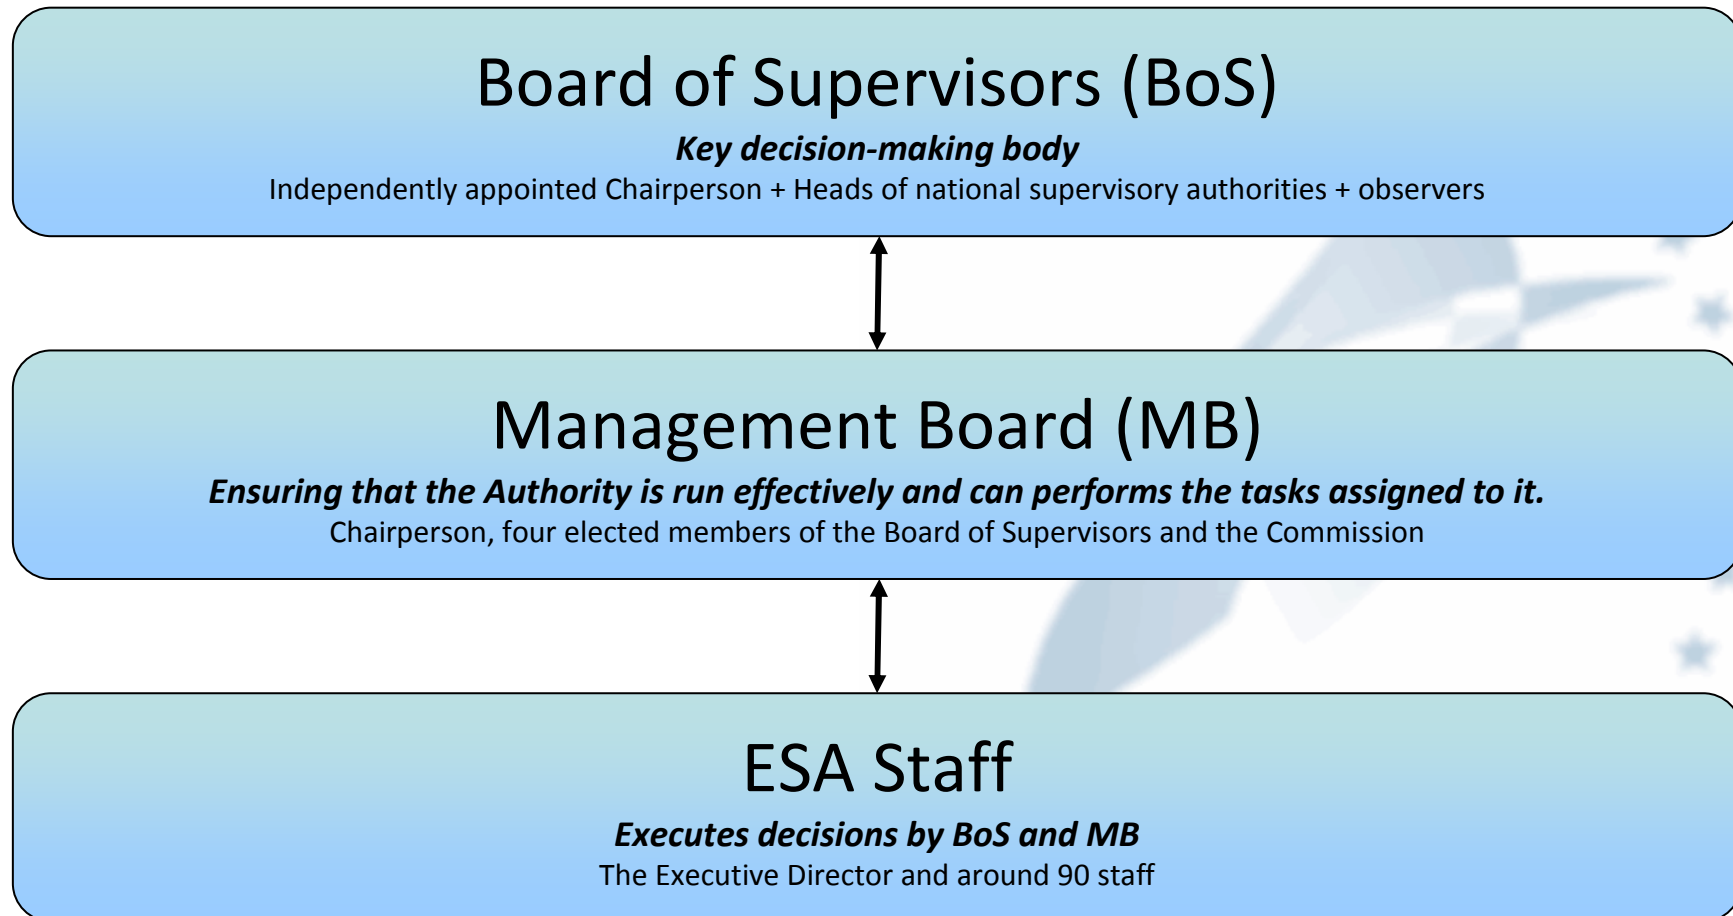 Board of Supervisors (BoS)
Key decision-making body
Independently appointed Chairperson + Heads of national supervisory authorities + observers
Management Board (MB)
Ensuring that the Authority is run effectively and can performs the tasks assigned to it.
Chairperson, four elected members of the Board of Supervisors and the Commission
ESA Staff
Executes decisions by BoS and MB
The Executive Director and around 90 staff